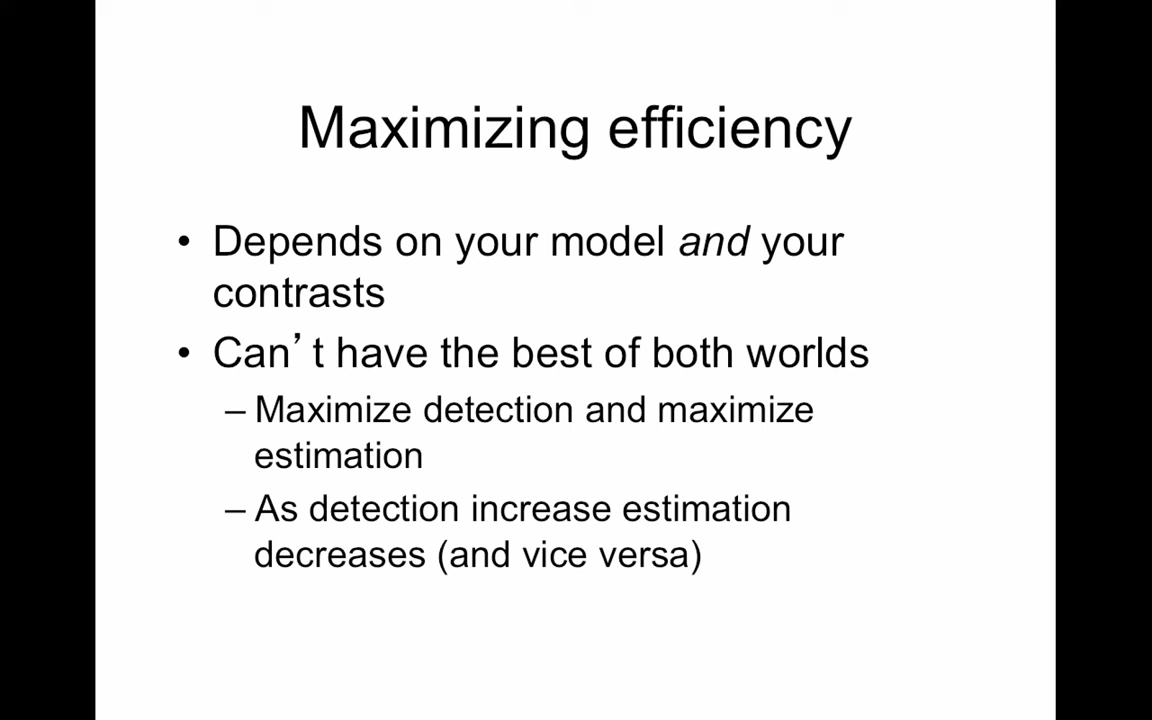 Maximizing efficiency
• Depends on your model and your
contrasts
• Can’t have the best of both worlds
– Maximize detection and maximize
estimation
– As detection increase estimation
decreases (and vice versa)